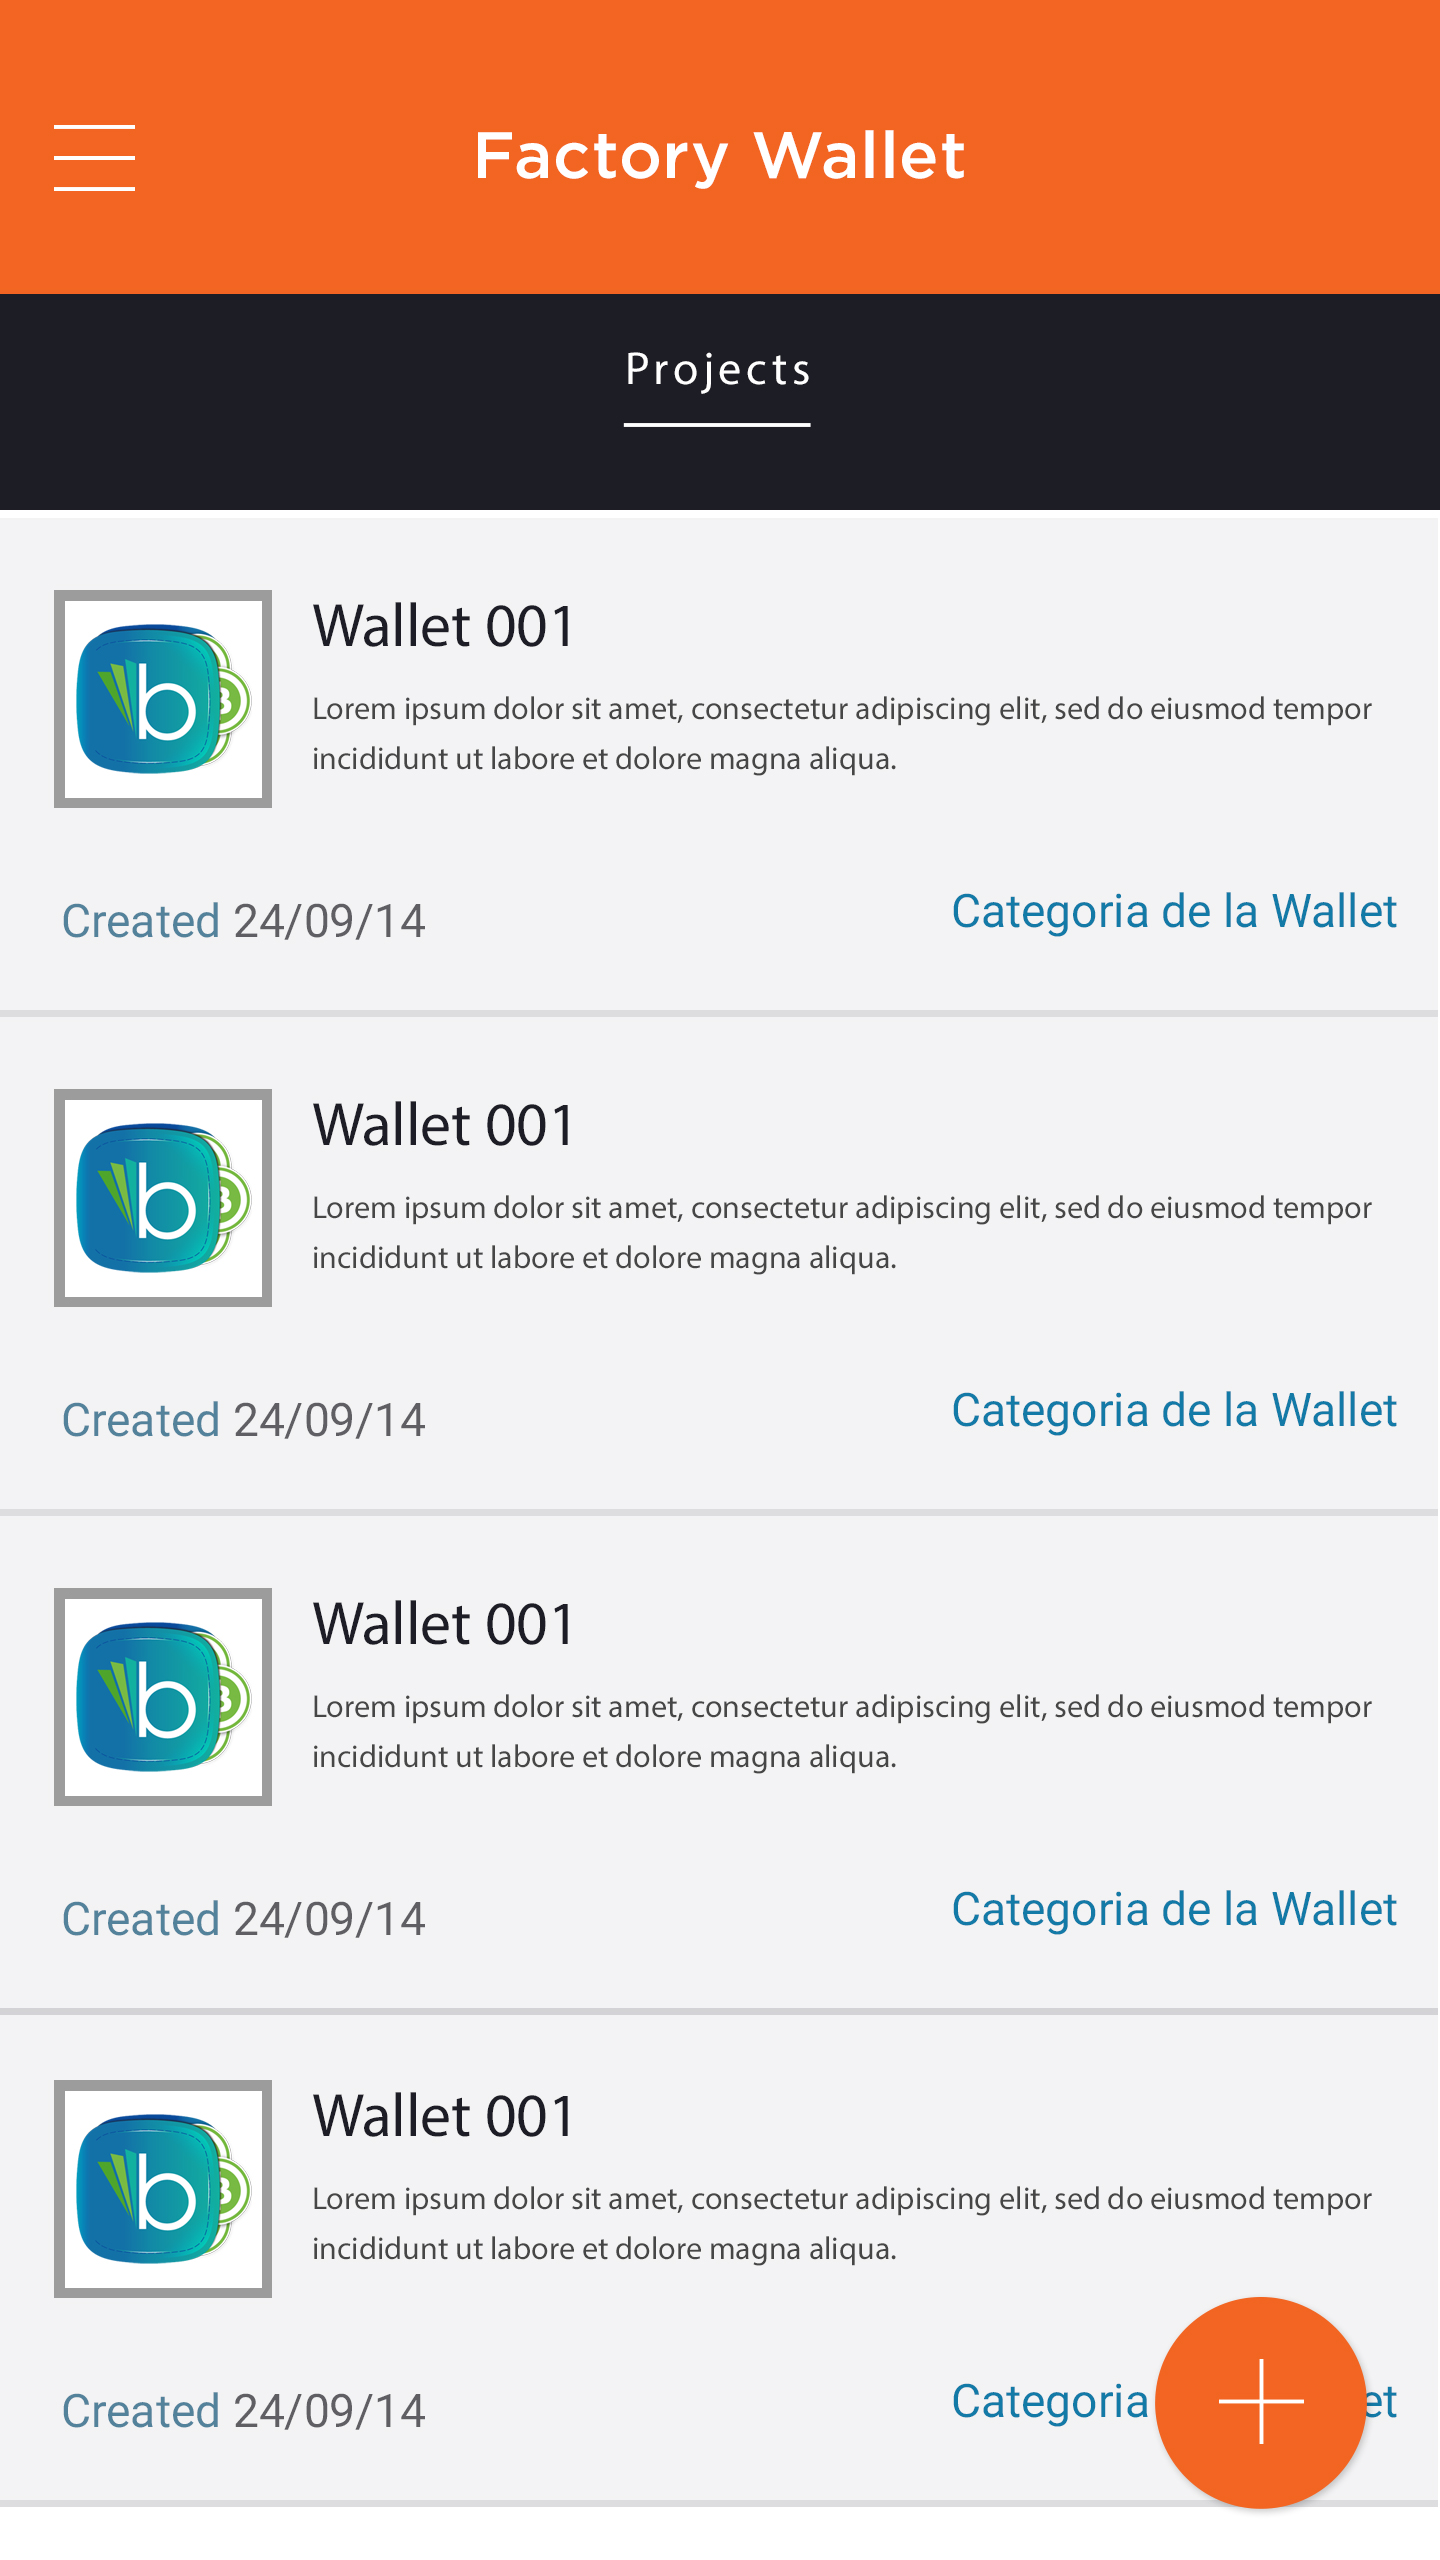 Factory Wallet
Projects
Wallet 001
Lorem ipsum dolor sit amet, consectetur adipiscing elit, sed do eiusmod tempor
incididunt ut labore et dolore magna aliqua.
b
Created 24/09/14
Categoria de la Wallet
Wallet 001
Lorem ipsum dolor sit amet, consectetur adipiscing elit, sed do eiusmod tempor
incididunt ut labore et dolore magna aliqua.
b
Created 24/09/14
Categoria de la Wallet
Wallet 001
Lorem ipsum dolor sit amet, consectetur adipiscing elit, sed do eiusmod tempor
incididunt ut labore et dolore magna aliqua.
b
Created 24/09/14
Categoria de la Wallet
Wallet 001
Lorem ipsum dolor sit amet, consectetur adipiscing elit, sed do eiusmod tempor
incididunt ut labore et dolore magna aliqua.
b
Created 24/09/14
Categoria